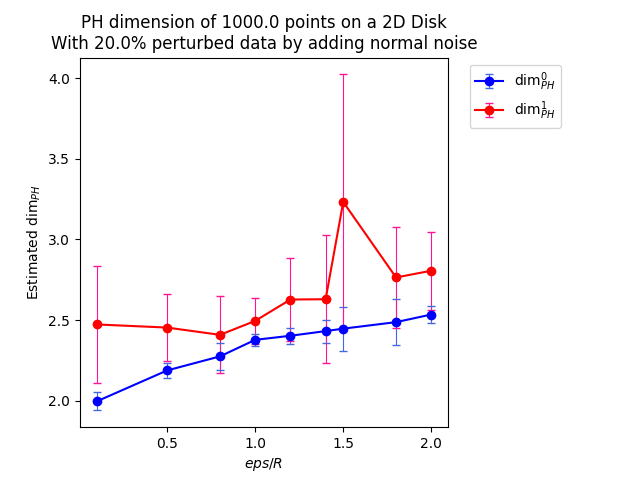 PH dimension of 1000.0 points on a 2D Disk
With 20.0% perturbed data by adding normal noise
4.0
3.5
3.0
2.5
2.0
Estimated dim_PH
0.5 1.0 1.5 2.0
eps/R
dim^0_PH
dim^1_PH